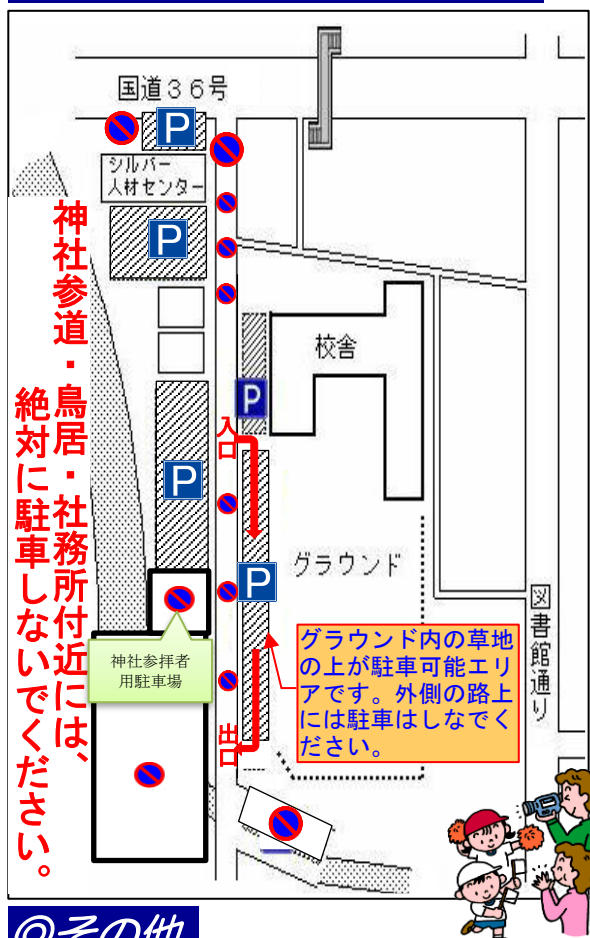 国道36号
P
シルバー
人材センター
P
校舎
P
入口
P
グラウンド
P
神社参道・鳥居・社務所付近には、
絶対に駐車しないでください。
神社参拝者
用駐車場
グラウンド内の草地
の上が駐車可能エリ
アです。外側の路上
には駐車はしなでく
ださい。
図書館通り
出口
◎その他